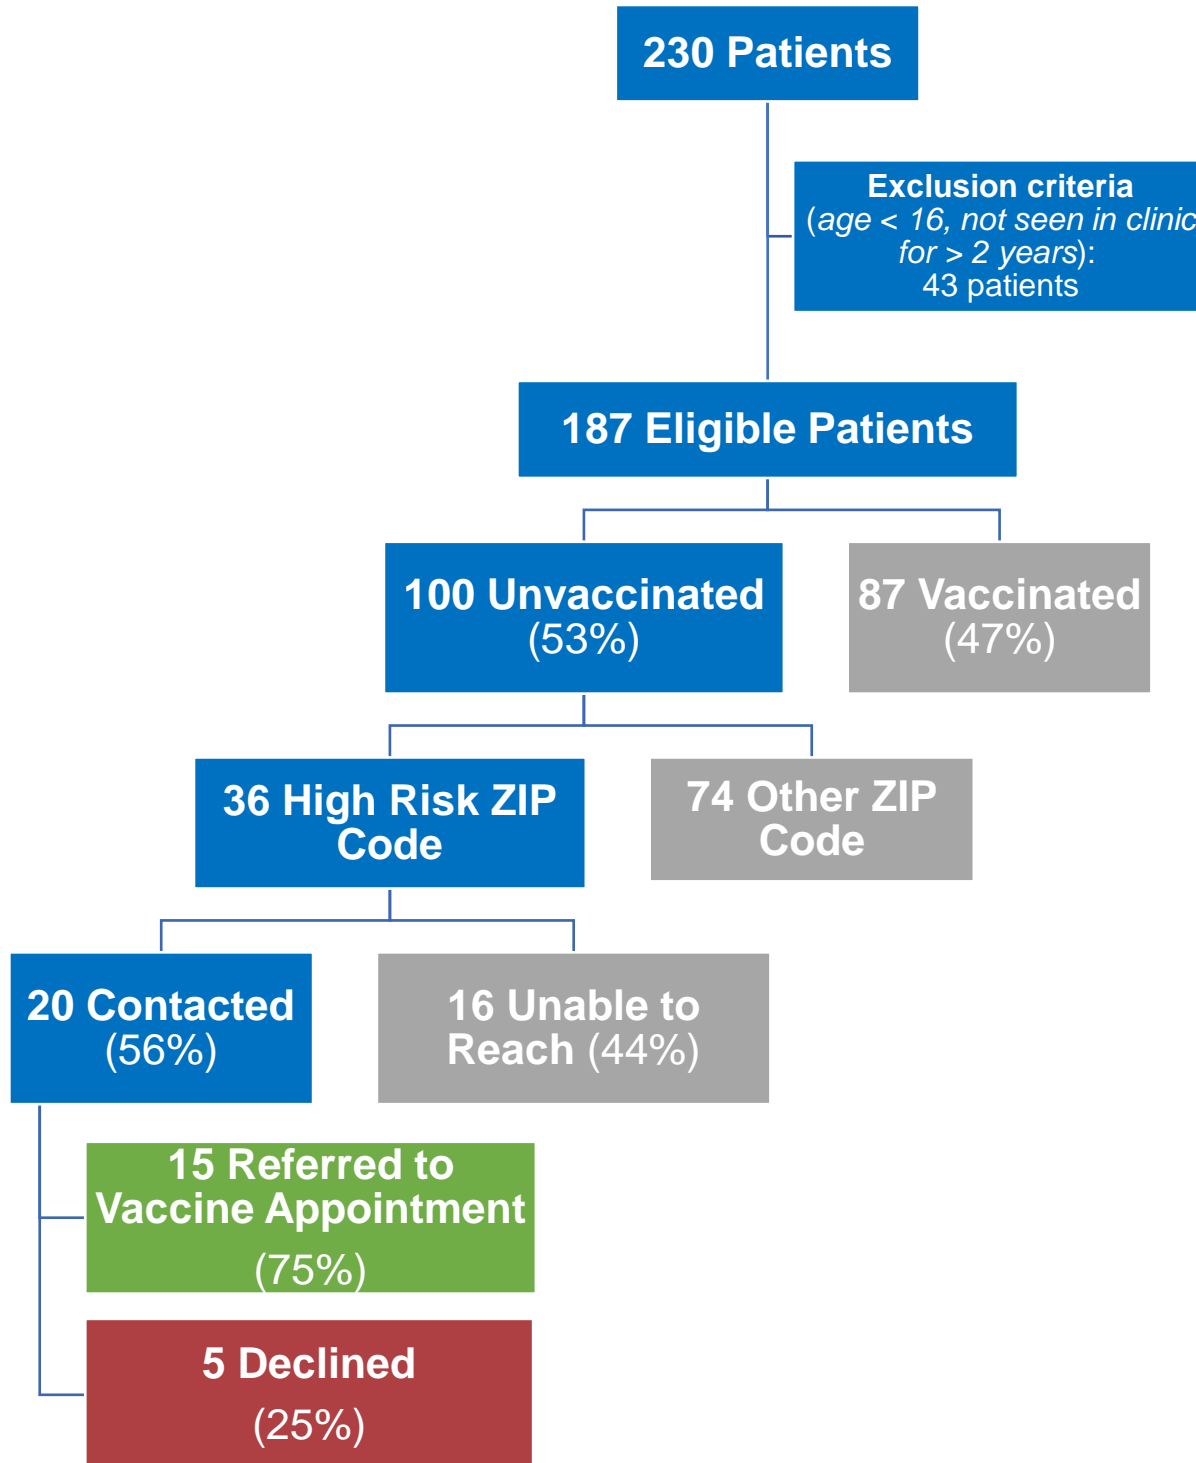 230 Patients
Exclusion criteria
(age < 16, not seen in clinic
for > 2 years):
43 patients
187 Eligible Patients
100 Unvaccinated
(53%)
87 Vaccinated
(47%)
36 High Risk ZIP
Code
74 Other ZIP
Code
20 Contacted
(56%)
16 Unable to
Reach (44%)
15 Referred to
Vaccine Appointment
(75%)
5 Declined
(25%)